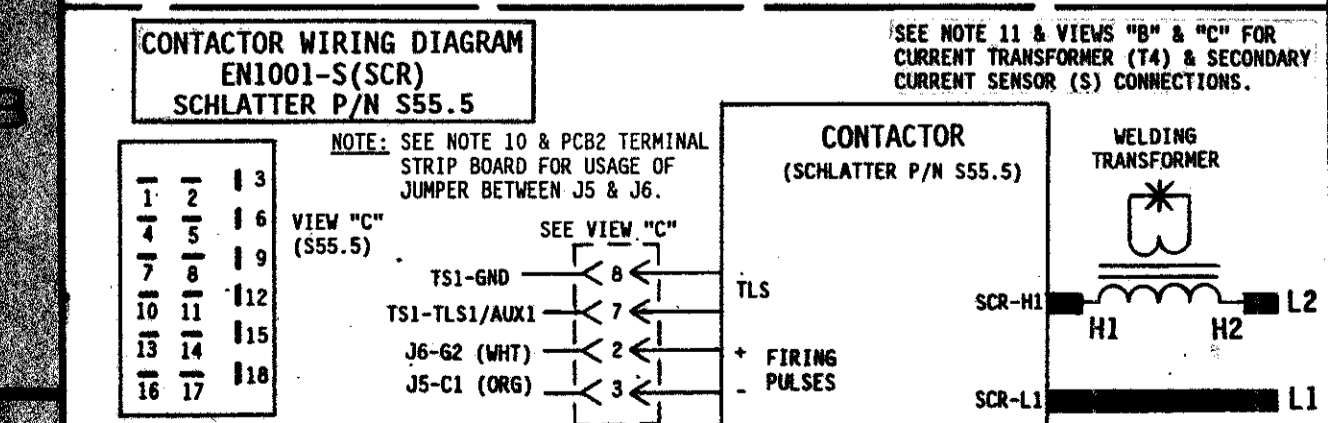 CONTACTOR WIRING DIAGRAM
EN1001-S(SCR)
SCHLATTER P/N S55.5
SEE NOTE 11 & VIEWS "B" & "C" FOR
CURRENT TRANSFORMER (T4) & SECONDARY
CURRENT SENSOR (S) CONNECTIONS.
NOTE: SEE NOTE 10 & PCB2 TERMINAL
STRIP BOARD FOR USAGE OF
JUMPER BETWEEN J5 & J6.
CONTACTOR
(SCHLATTER P/N S55.5)
WELDING
TRANSFORMER
1 2 3
4 5 6
7 8 9
10 11 12
13 14 15
16 17 18
VIEW "C"
(S55.5)
SEE VIEW "C"
TS1-GND 8
TS1-TLS1/AUX1 7
TLS
J6-G2 (WHT) 2 +
J5-C1 (ORG) 3 -
FIRING
PULSES
SCR-H1 L2
H1 H2
SCR-L1 L1